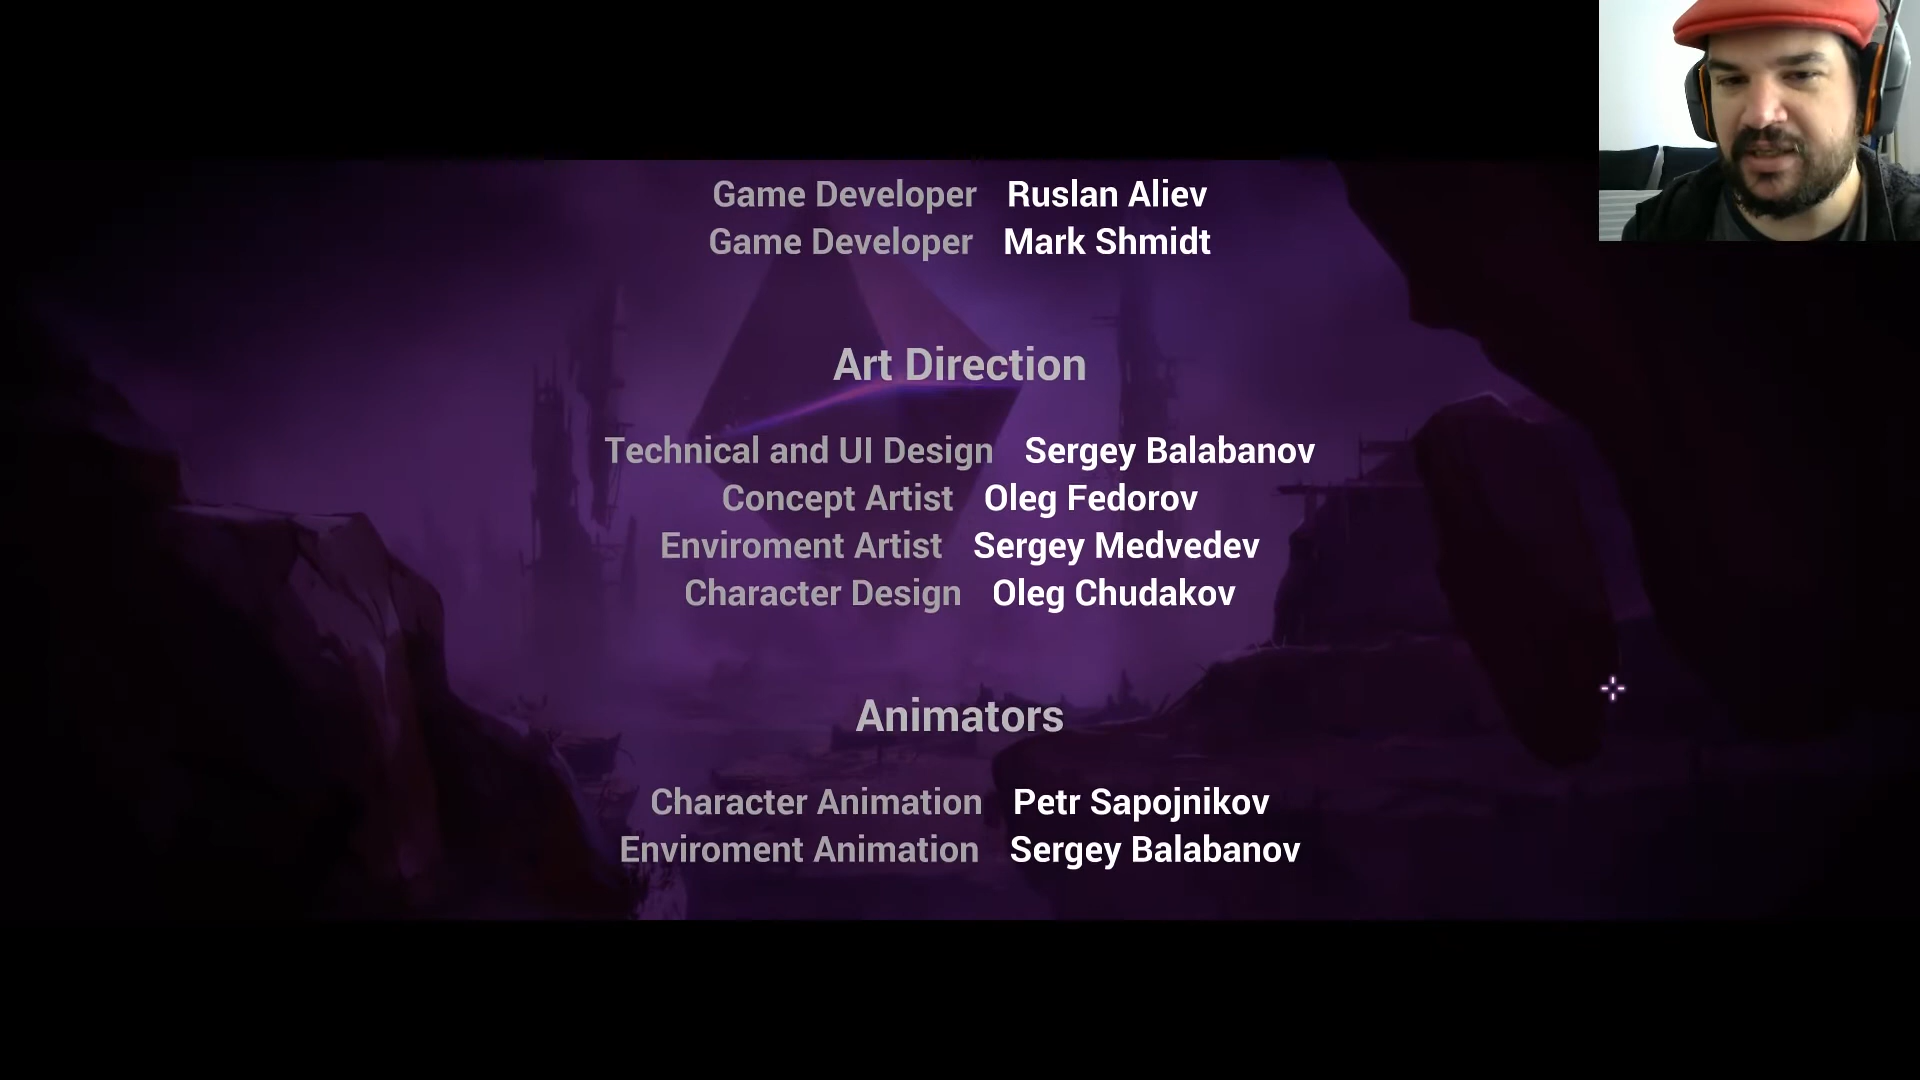 Game Developer Ruslan Aliev
Game Developer Mark Shmidt
Art Direction
Technical and UI Design Sergey Balabanov
Concept Artist Oleg Fedorov
Enviroment Artist Sergey Medvedev
Character Design Oleg Chudakov
Animators
Character Animation Petr Sapojnikov
Enviroment Animation Sergey Balabanov